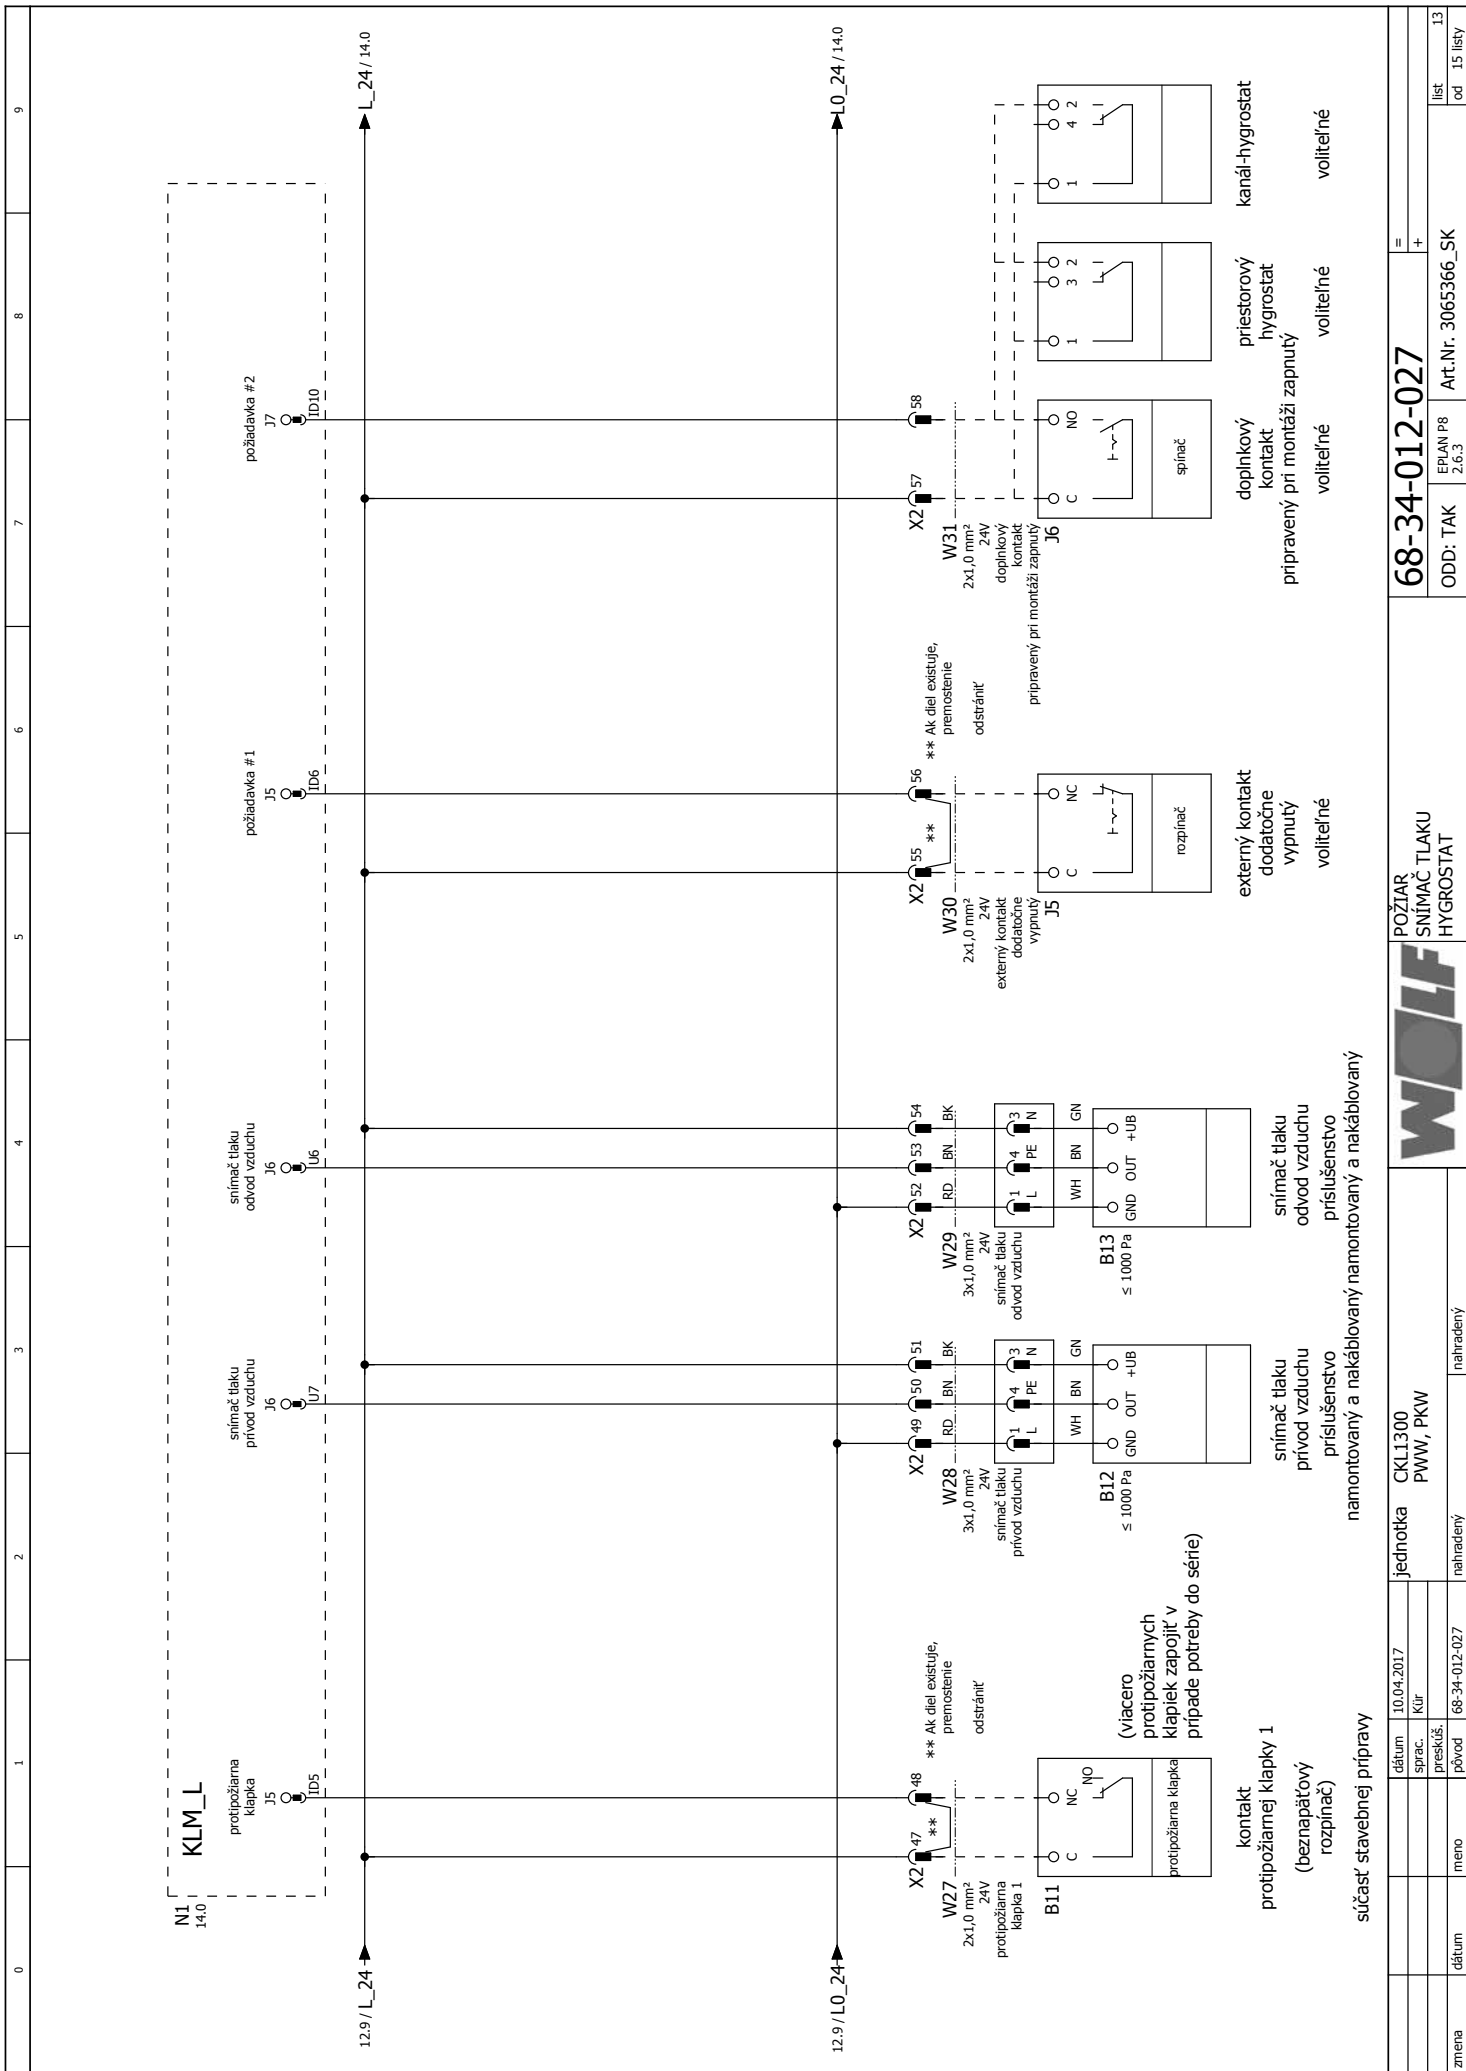 0 1 2 3 4 5 6 7 8 9
N1
14.0
KLM_L
protipožiarna
klapka
J5
ID5
snímač tlaku
prívod vzduchu
J6
U7
snímač tlaku
odvod vzduchu
J6
U6
požiadavka #1
J5
ID6
požiadavka #2
J7
ID10
12.9 / L_24
L_24 / 14.0
12.9 / L0_24
L0_24 / 14.0
X2 47 48
**
** Ak diel existuje,
premostenie
odstrániť
W27
2x1,0 mm²
24V
protipožiarna
klapka 1
B11
C NC NO
protipožiarna klapka
(viacero
protipožiarnych
klapiek zapojiť v
prípade potreby do série)
kontakt
protipožiarnej klapky 1
(beznapäťový
rozpínač)
súčasť stavebnej prípravy
X2 49 50 51
RD BN BK
W28
3x1,0 mm²
24V
snímač tlaku
prívod vzduchu
1 4 3
L PE N
WH BN GN
B12
≤ 1000 Pa
GND OUT +UB
snímač tlaku
prívod vzduchu
príslušenstvo
namontovaný a nakáblovaný
X2 52 53 54
RD BN BK
W29
3x1,0 mm²
24V
snímač tlaku
odvod vzduchu
1 4 3
L PE N
WH BN GN
B13
≤ 1000 Pa
GND OUT +UB
snímač tlaku
odvod vzduchu
príslušenstvo
namontovaný a nakáblovaný
X2 55 56
**
** Ak diel existuje,
premostenie
odstrániť
W30
2x1,0 mm²
24V
externý kontakt
dodatočne
vypnutý
J5
C NC
rozpínač
externý kontakt
dodatočne
vypnutý
voliteľné
X2 57 58
W31
2x1,0 mm²
24V
doplnkový
kontakt
pripravený pri montáži zapnutý
J6
C NO
spínač
doplnkový
kontakt
pripravený pri montáži zapnutý
voliteľné
1 3 2
priestorový
hygrostat
voliteľné
1 4 2
kanál-hygrostat
voliteľné
zmena
dátum
meno
dátum 10.04.2017
sprac. Kür
preskúš.
pôvod 68-34-012-027
jednotka CKL1300
PWW, PKW
nahradený
nahradený
WOLF
POŽIAR
SNÍMAČ TLAKU
HYGROSTAT
68-34-012-027
=
+
ODD: TAK
EPLAN P8
2.6.3
Art.Nr. 3065366_SK
list 13
od 15 listy